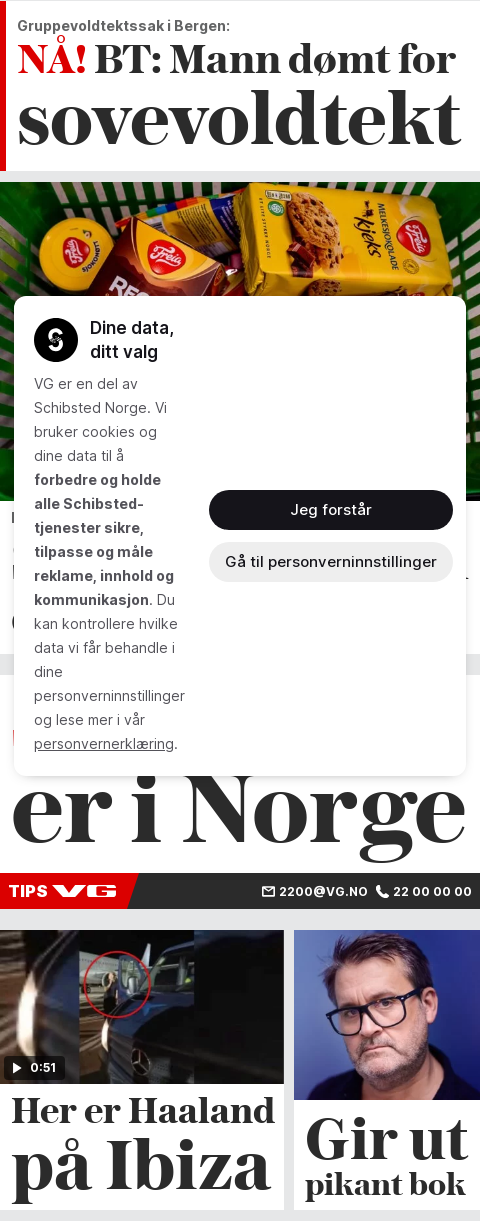 Gruppevoldtektssak i Bergen:
NÅ! BT: Mann dømt for
sovevoldtekt
Freia
MELKESJOKOLADE
Kjeks
Freia
Dine data,
ditt valg
VG er en del av
Schibsted Norge. Vi
bruker cookies og
dine data til å
forbedre og holde
alle Schibsted-
tjenester sikre,
tilpasse og måle
reklame, innhold og
kommunikasjon. Du
kan kontrollere hvilke
data vi får behandle i
dine
personverninnstillinger
og lese mer i vår
personvernerklæring.
Jeg forstår
Gå til personverninnstillinger
er i Norge
TIPS VG
2200@VG.NO 22 00 00 00
0:51
Her er Haaland
på Ibiza
Gir ut
pikant bok